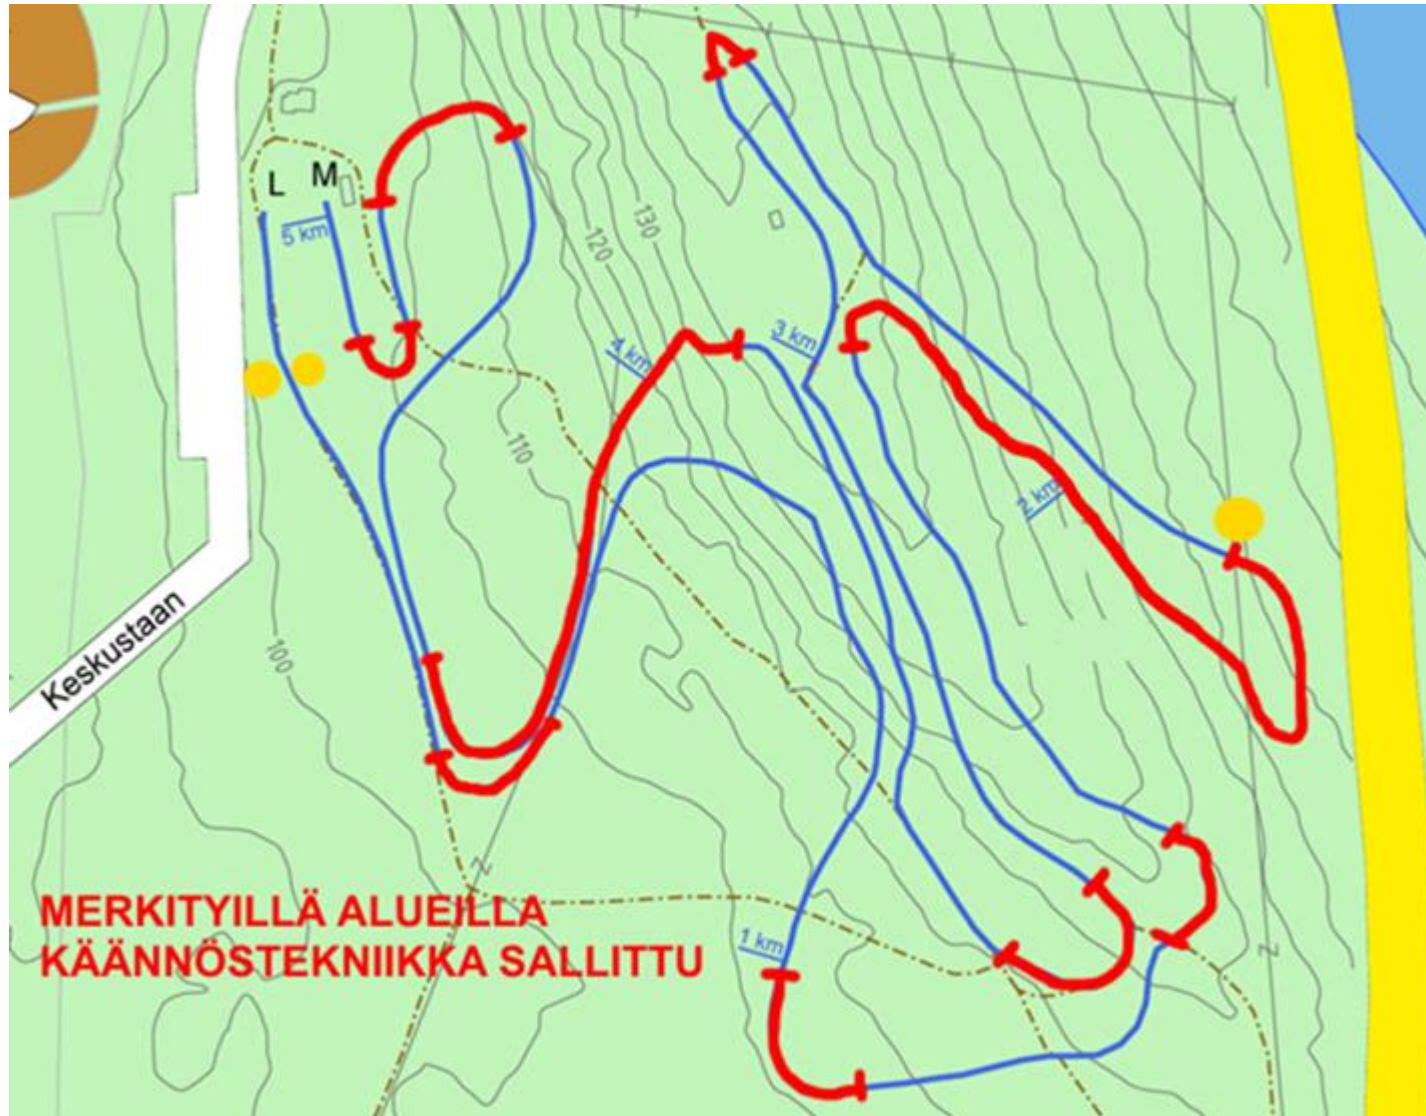 L
M
5 km
130
120
3 km
4 km
110
2 km
Keskustaan
100
MERKITYILLÄ ALUEILLA
KÄÄNNÖSTEKNIIKKA SALLITTU
1 km